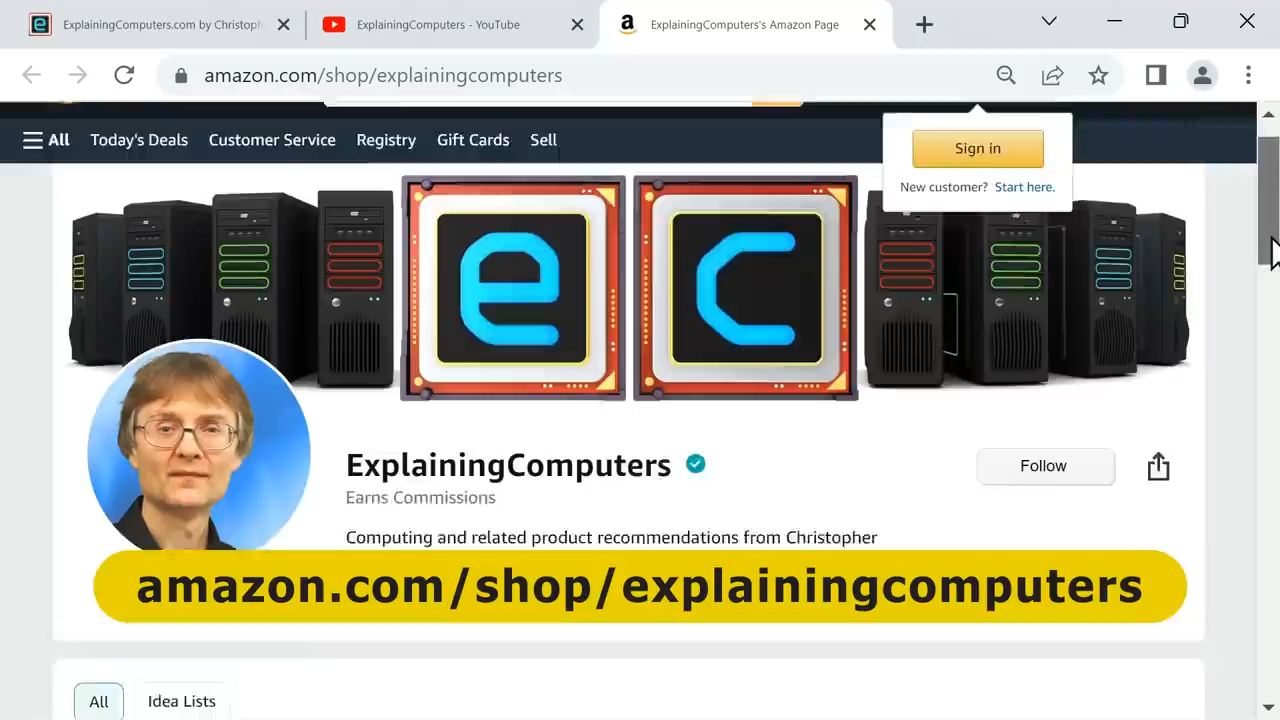 ExplainingComputers.com by Christoph
ExplainingComputers - YouTube
ExplainingComputers's Amazon Page
amazon.com/shop/explainingcomputers
All Today's Deals Customer Service Registry Gift Cards Sell
Sign in
New customer? Start here.
e c
ExplainingComputers
Follow
Earns Commissions
Computing and related product recommendations from Christopher
amazon.com/shop/explainingcomputers
All Idea Lists